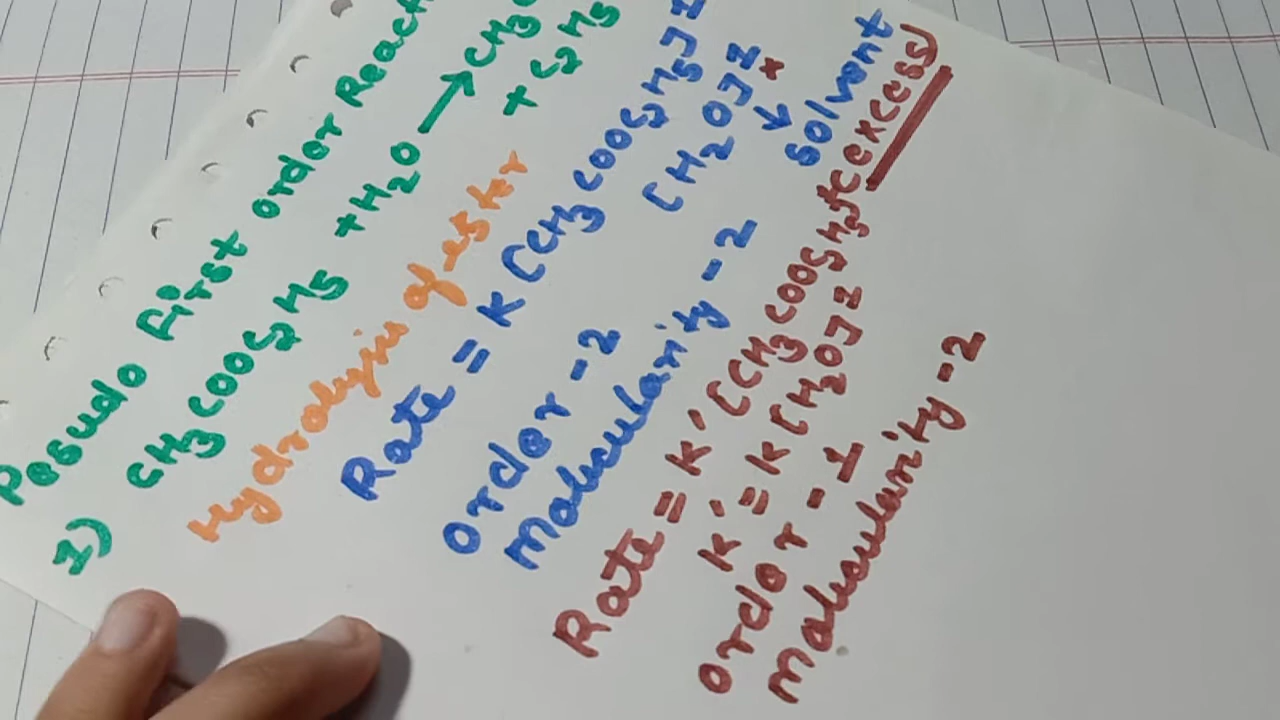 Pesudo First order React
1) CH3COOC2H5 + H2O → CH3C
+ C2H5
Hydrolysis of ester
Rate = K [CH3COOC2H5]1
[H2O]1
x
↓
solvent
order - 2
Molecularity - 2
Rate = K' [CH3COOC2H5]1 (excess)
K' = K [H2O]1
order - 1
Molecularity - 2